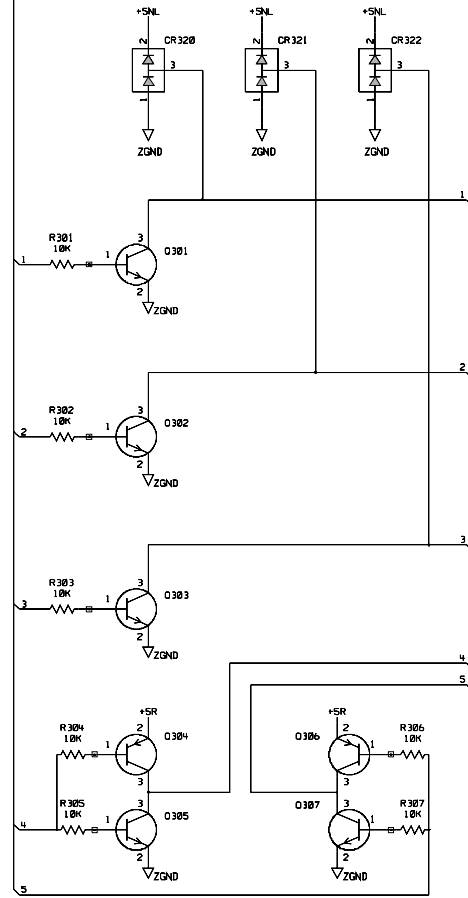 +5NL +5NL +5NL
2 CR320 2 CR321 2 CR322
3 3 3
1 1 1
ZGND ZGND ZGND
1
R301
10K
3
Q301
1 1
2
ZGND
2
R302
10K
3
Q302
2 1
2
ZGND
3
R303
10K
3
Q303
3 1
2
ZGND
4
5
+5R +5R
R304
10K
2
Q304
1
3
Q306
2
R306
10K
1
3
R305
10K
3
Q305
4 1
2
ZGND
Q307
3
R307
10K
1
2
ZGND
5